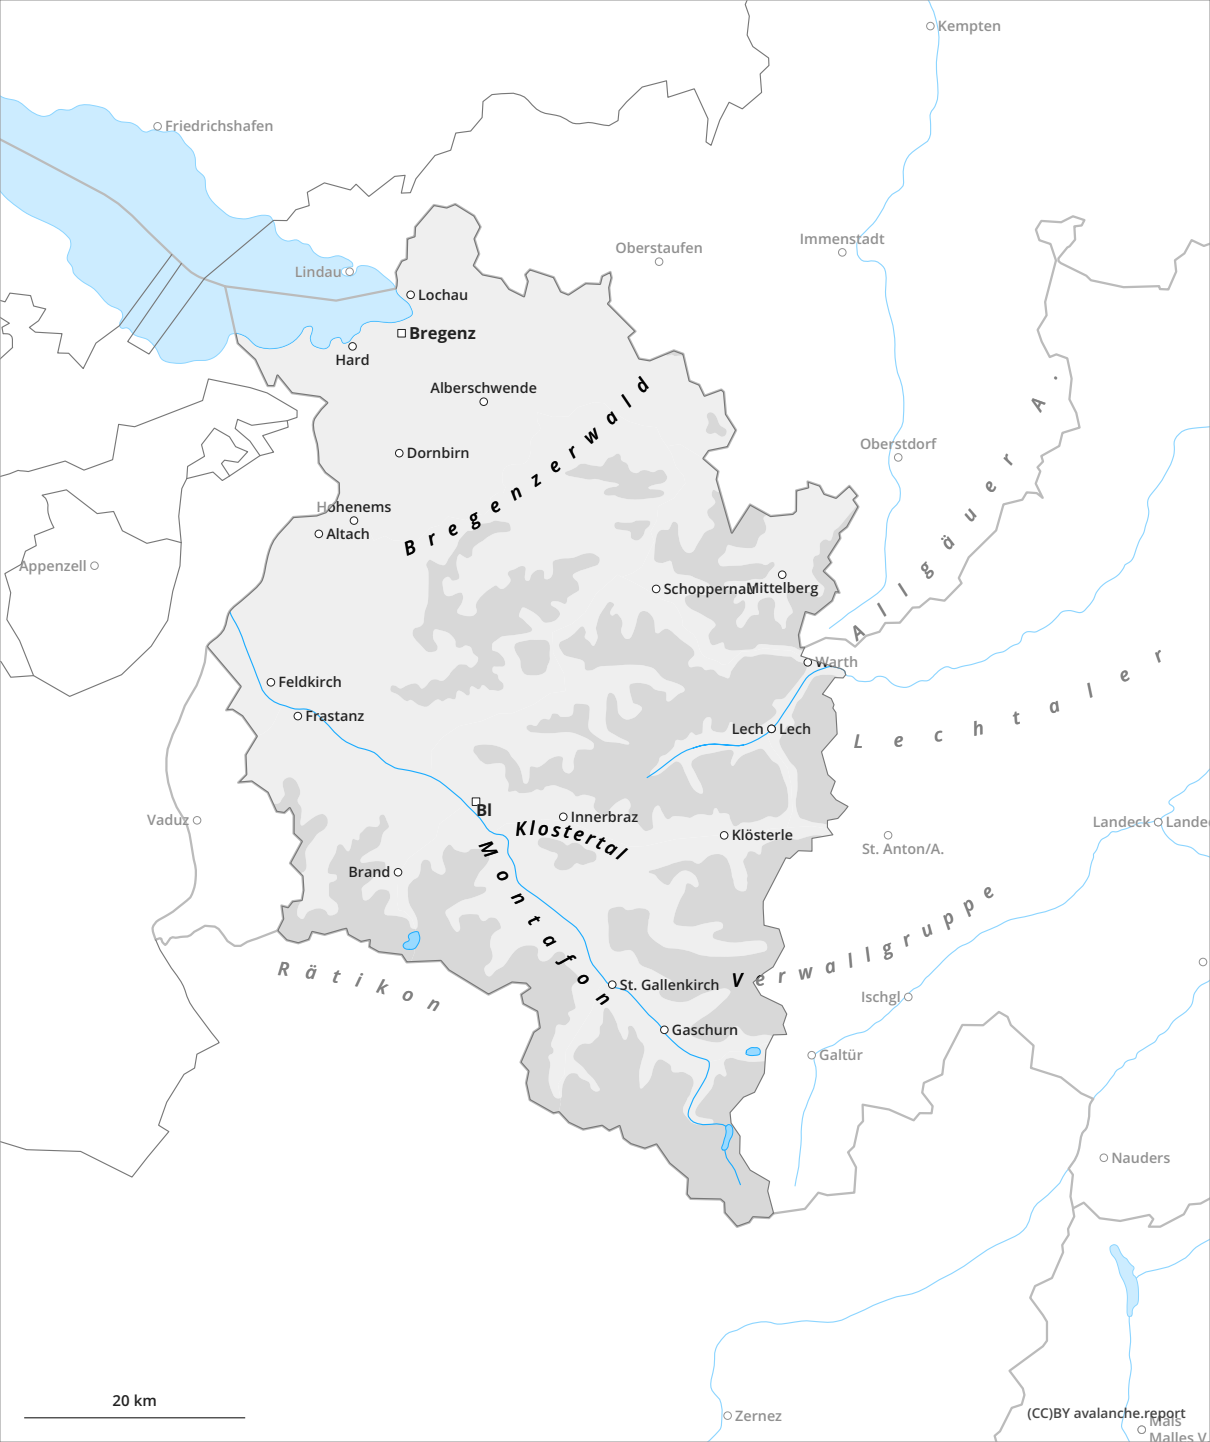 Kempten
Friedrichshafen
Immenstadt
Oberstaufen
Lindau
Lochau
Bregenz
Hard
Alberschwende
Bregenzerwald
Allgäuer A.
Oberstdorf
Dornbirn
Hohenems
Altach
Appenzell
Schoppernau
Mittelberg
Warth
Lechtaler
Feldkirch
Frastanz
Lech
Lech
Bl
Innerbraz
Klostertal
Klösterle
Vaduz
Landeck
Landec
St. Anton/A.
Brand
Montafon
Verwallgruppe
Rätikon
St. Gallenkirch
Ischgl
Gaschurn
Galtür
Nauders
20 km
(CC)BY avalanche.report
Zernez
Mals
Malles V.